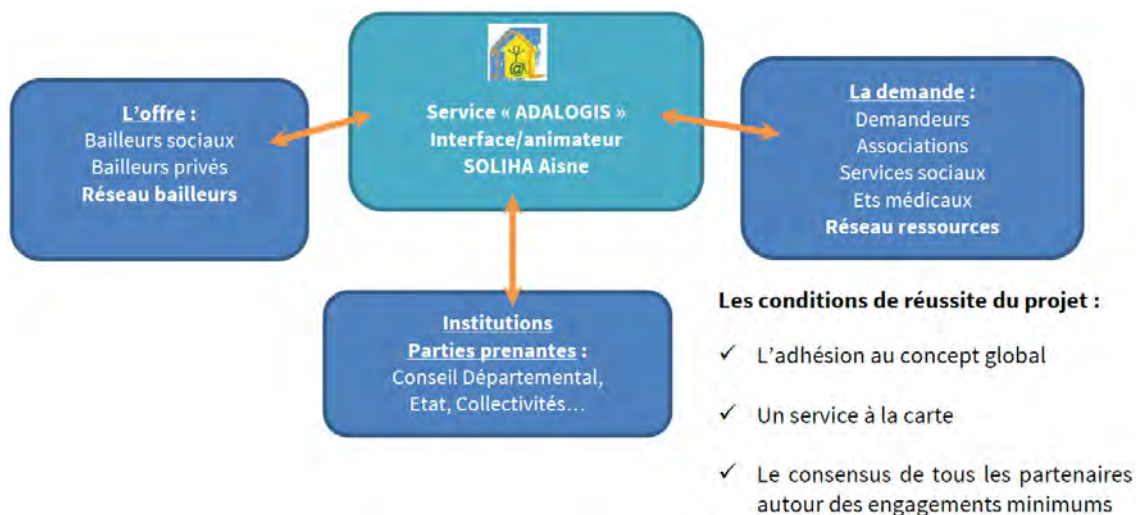 @
Service « ADALOGIS »
Interface/animateur
SOLIHA Aisne
L'offre :
Bailleurs sociaux
Bailleurs privés
Réseau bailleurs
La demande :
Demandeurs
Associations
Services sociaux
Ets médicaux
Réseau ressources
Institutions
Parties prenantes :
Conseil Départemental,
Etat, Collectivités…
Les conditions de réussite du projet :
✓ L'adhésion au concept global
✓ Un service à la carte
✓ Le consensus de tous les partenaires
autour des engagements minimums